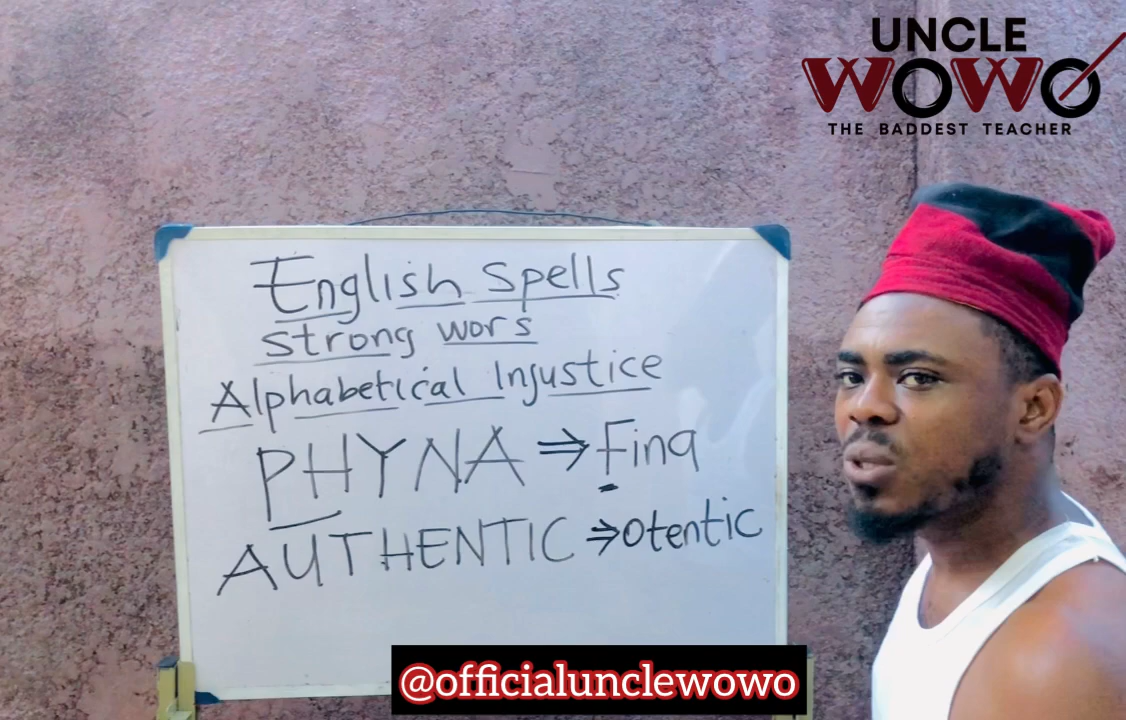 UNCLE
WOWO
THE BADDEST TEACHER
English Spells
strong wors
Alphabetical Injustice
PHYNA ⇒ Fina
AUTHENTIC ⇒ otentic
@officialunclewowo